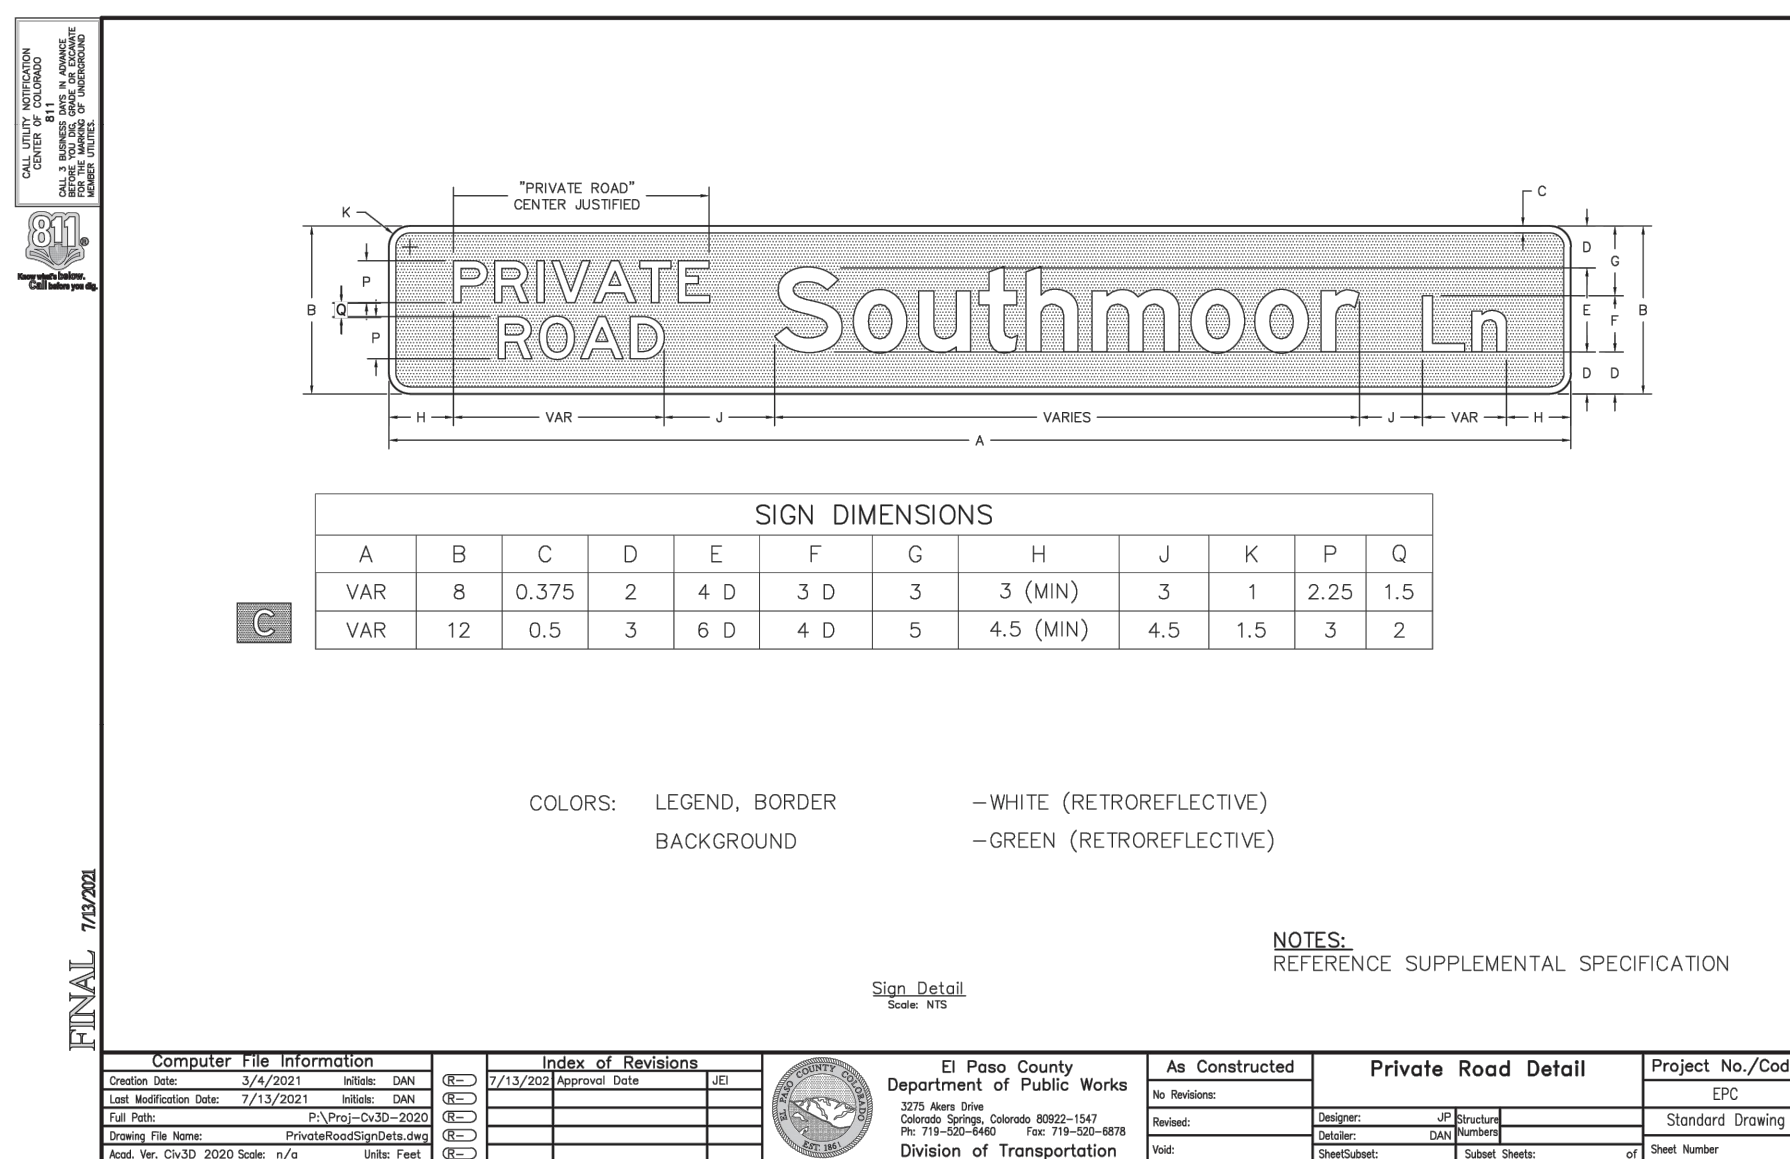 CALL UTILITY NOTIFICATION
CENTER OF COLORADO
811
CALL 3 BUSINESS DAYS IN ADVANCE
BEFORE YOU DIG, GRADE OR EXCAVATE
FOR THE MARKING OF UNDERGROUND
MEMBER UTILITIES.
811®
Know what's below.
Call before you dig.
"PRIVATE ROAD"
CENTER JUSTIFIED
K
C
B P Q P
PRIVATE
ROAD
Southmoor Ln
D G E F B
D D
H VAR J VARIES J VAR H
A
SIGN DIMENSIONS
A B C D E F G H J K P Q
VAR 8 0.375 2 4 D 3 D 3 3 (MIN) 3 1 2.25 1.5
C
VAR 12 0.5 3 6 D 4 D 5 4.5 (MIN) 4.5 1.5 3 2
COLORS: LEGEND, BORDER -WHITE (RETROREFLECTIVE)
BACKGROUND -GREEN (RETROREFLECTIVE)
NOTES:
REFERENCE SUPPLEMENTAL SPECIFICATION
Sign Detail
Scale: NTS
FINAL 7/13/2021
Computer File Information
Creation Date: 3/4/2021 Initials: DAN
Last Modification Date: 7/13/2021 Initials: DAN
Full Path: P:\Proj-Cv3D-2020
Drawing File Name: PrivateRoadSignDets.dwg
Acad. Ver. Civ3D 2020 Scale: n/a Units: Feet
R-
R-
R-
R-
R-
Index of Revisions
7/13/202 Approval Date JEI
EL PASO COUNTY COLORADO
EST. 1861
El Paso County
Department of Public Works
3275 Akers Drive
Colorado Springs, Colorado 80922-1547
Ph: 719-520-6460 Fax: 719-520-6878
Division of Transportation
As Constructed
No Revisions:
Revised:
Void:
Private Road Detail
Designer: JP
Detailer: DAN
Structure
Numbers
SheetSubset: Subset Sheets: of
Project No./Cod
EPC
Standard Drawing
Sheet Number